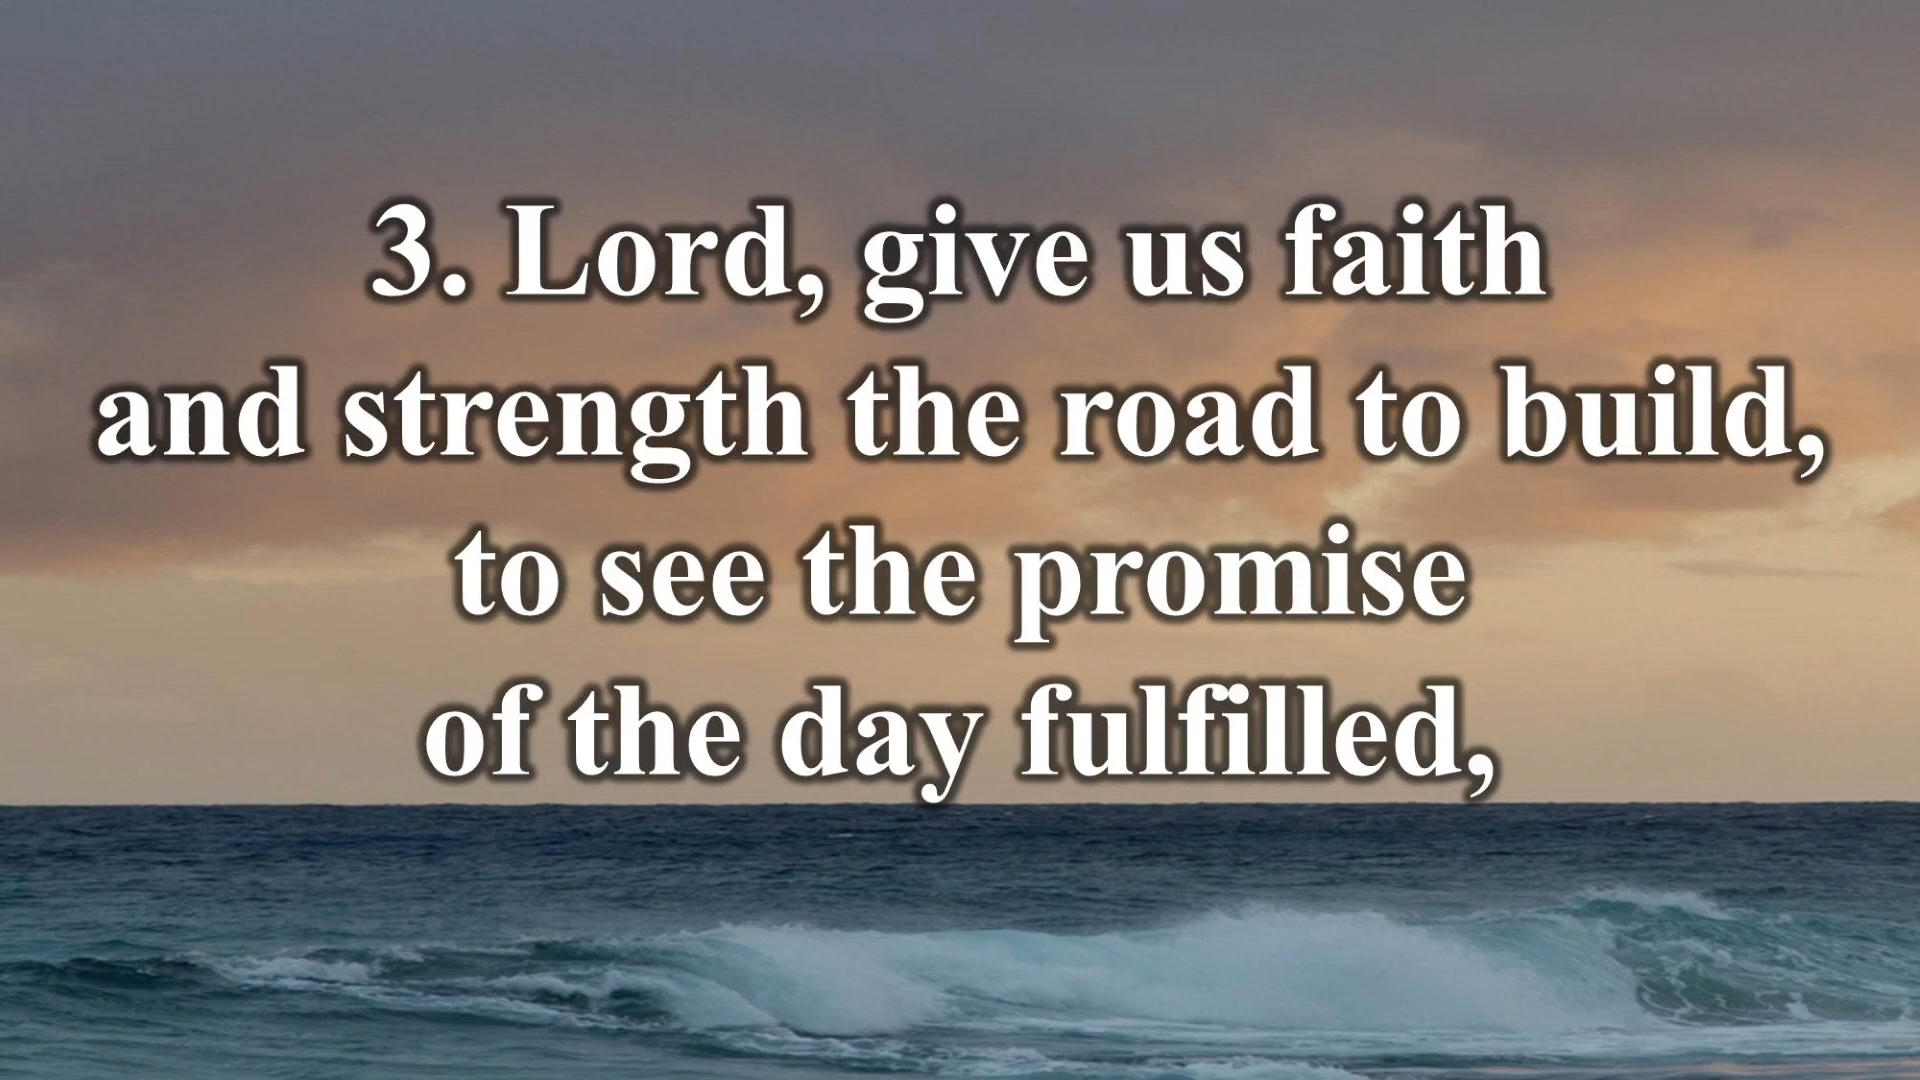 3. Lord, give us faith
and strength the road to build,
to see the promise
of the day fulfilled,